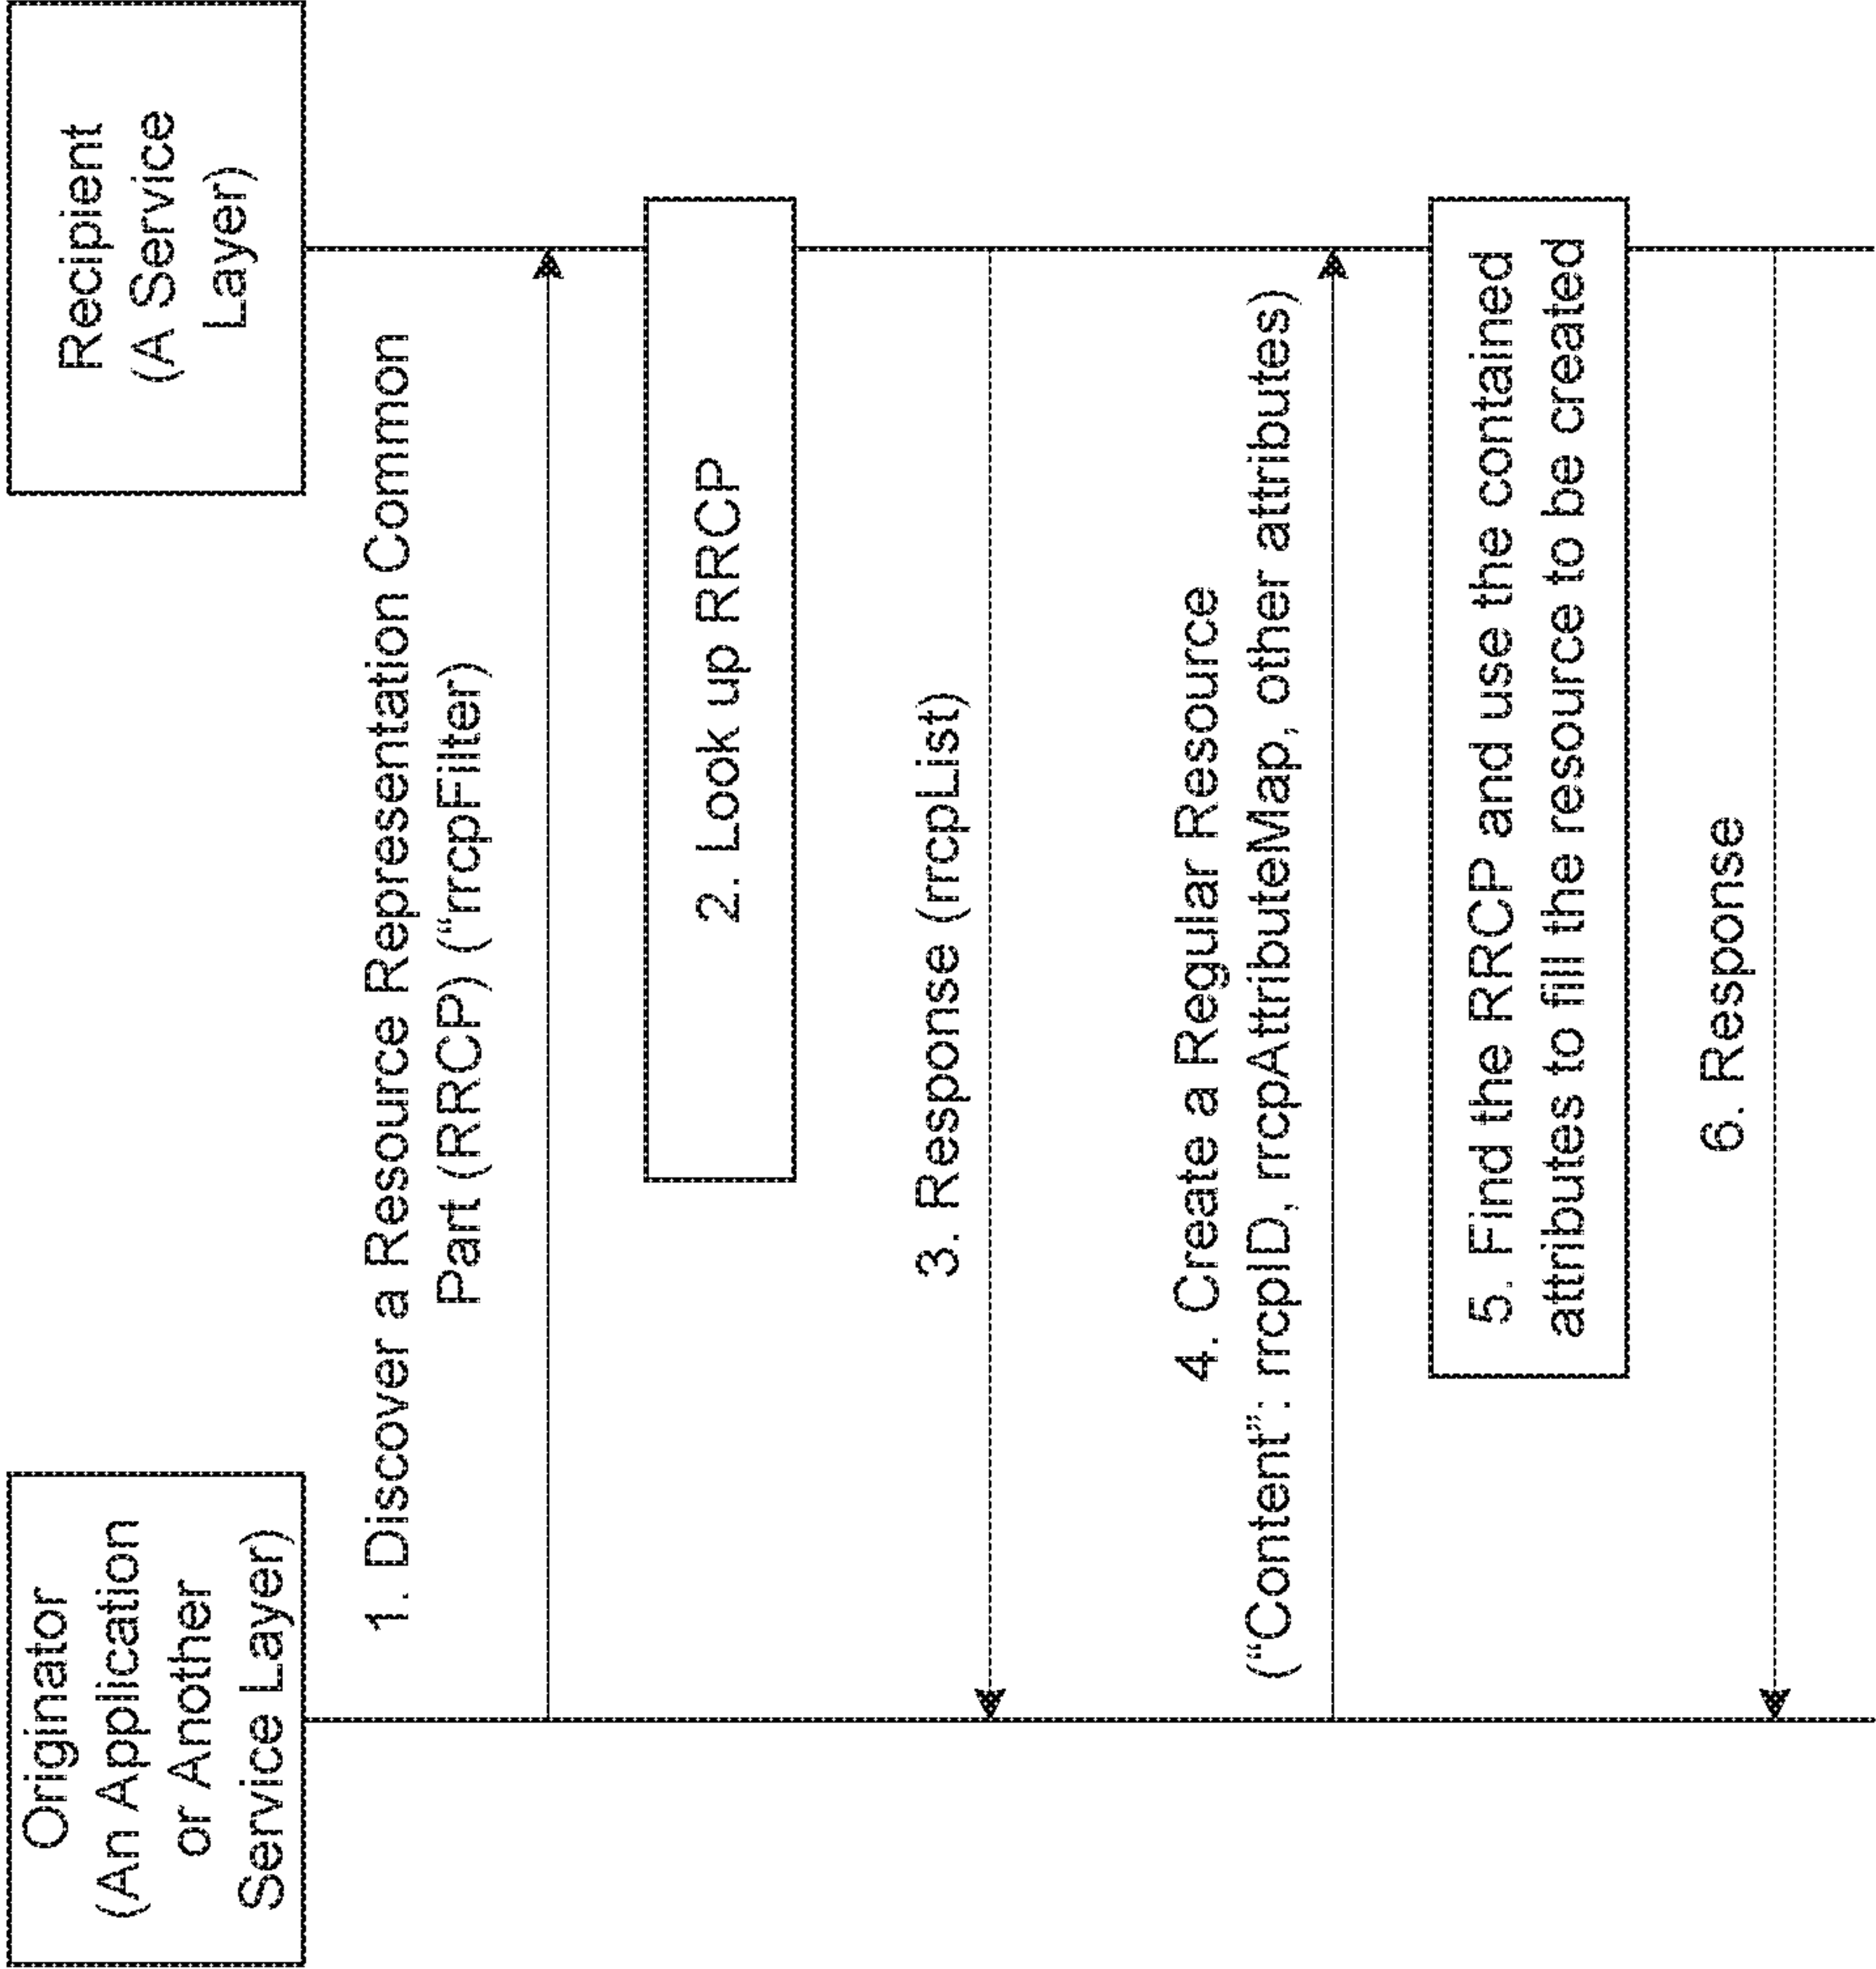 Originator
(An Application
or Another
Service Layer)
Recipient
(A Service
Layer)
1. Discover a Resource Representation Common
Part (RRCP) (“rrcpFilter)
2. Look up RRCP
3. Response (rrcpList)
4. Create a Regular Resource
(“Content”: rrcpID, rrcpAttributeMap, other attributes)
5. Find the RRCP and use the contained
attributes to fill the resource to be created
6. Response